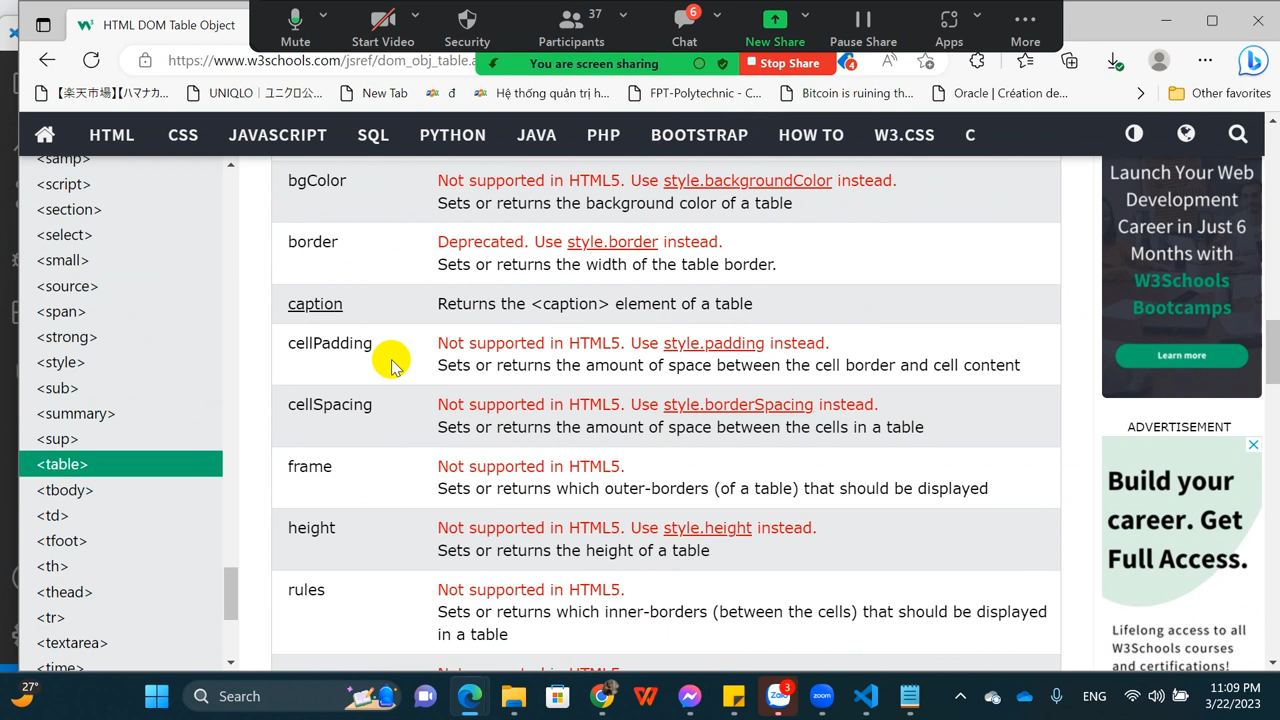 HTML DOM Table Object
Mute
Start Video
Security
37
Participants
6
Chat
New Share
Pause Share
Apps
More
https://www.w3schools.com/jsref/dom_obj_table.a
You are screen sharing
Stop Share
4
【楽天市場】【ハマナカ...
UNIQLO｜ユニクロ公...
New Tab
đ
Hệ thống quản trị h...
FPT-Polytechnic - C...
Bitcoin is ruining th...
Oracle | Création de...
Other favorites
HTML
CSS
JAVASCRIPT
SQL
PYTHON
JAVA
PHP
BOOTSTRAP
HOW TO
W3.CSS
C
<samp>
<script>
<section>
<select>
<small>
<source>
<span>
<strong>
<style>
<sub>
<summary>
<sup>
<table>
<tbody>
<td>
<tfoot>
<th>
<thead>
<tr>
<textarea>
<time>
bgColor
Not supported in HTML5. Use style.backgroundColor instead.
Sets or returns the background color of a table
border
Deprecated. Use style.border instead.
Sets or returns the width of the table border.
caption
Returns the <caption> element of a table
cellPadding
Not supported in HTML5. Use style.padding instead.
Sets or returns the amount of space between the cell border and cell content
cellSpacing
Not supported in HTML5. Use style.borderSpacing instead.
Sets or returns the amount of space between the cells in a table
frame
Not supported in HTML5.
Sets or returns which outer-borders (of a table) that should be displayed
height
Not supported in HTML5. Use style.height instead.
Sets or returns the height of a table
rules
Not supported in HTML5.
Sets or returns which inner-borders (between the cells) that should be displayed
in a table
Launch Your Web
Development
Career in Just 6
Months with
W3Schools
Bootcamps
Learn more
ADVERTISEMENT
Build your
career. Get
Full Access.
Lifelong access to all
W3Schools courses
and certifications!
27°
Search
Zalo
3
zoom
ENG
11:09 PM
3/22/2023